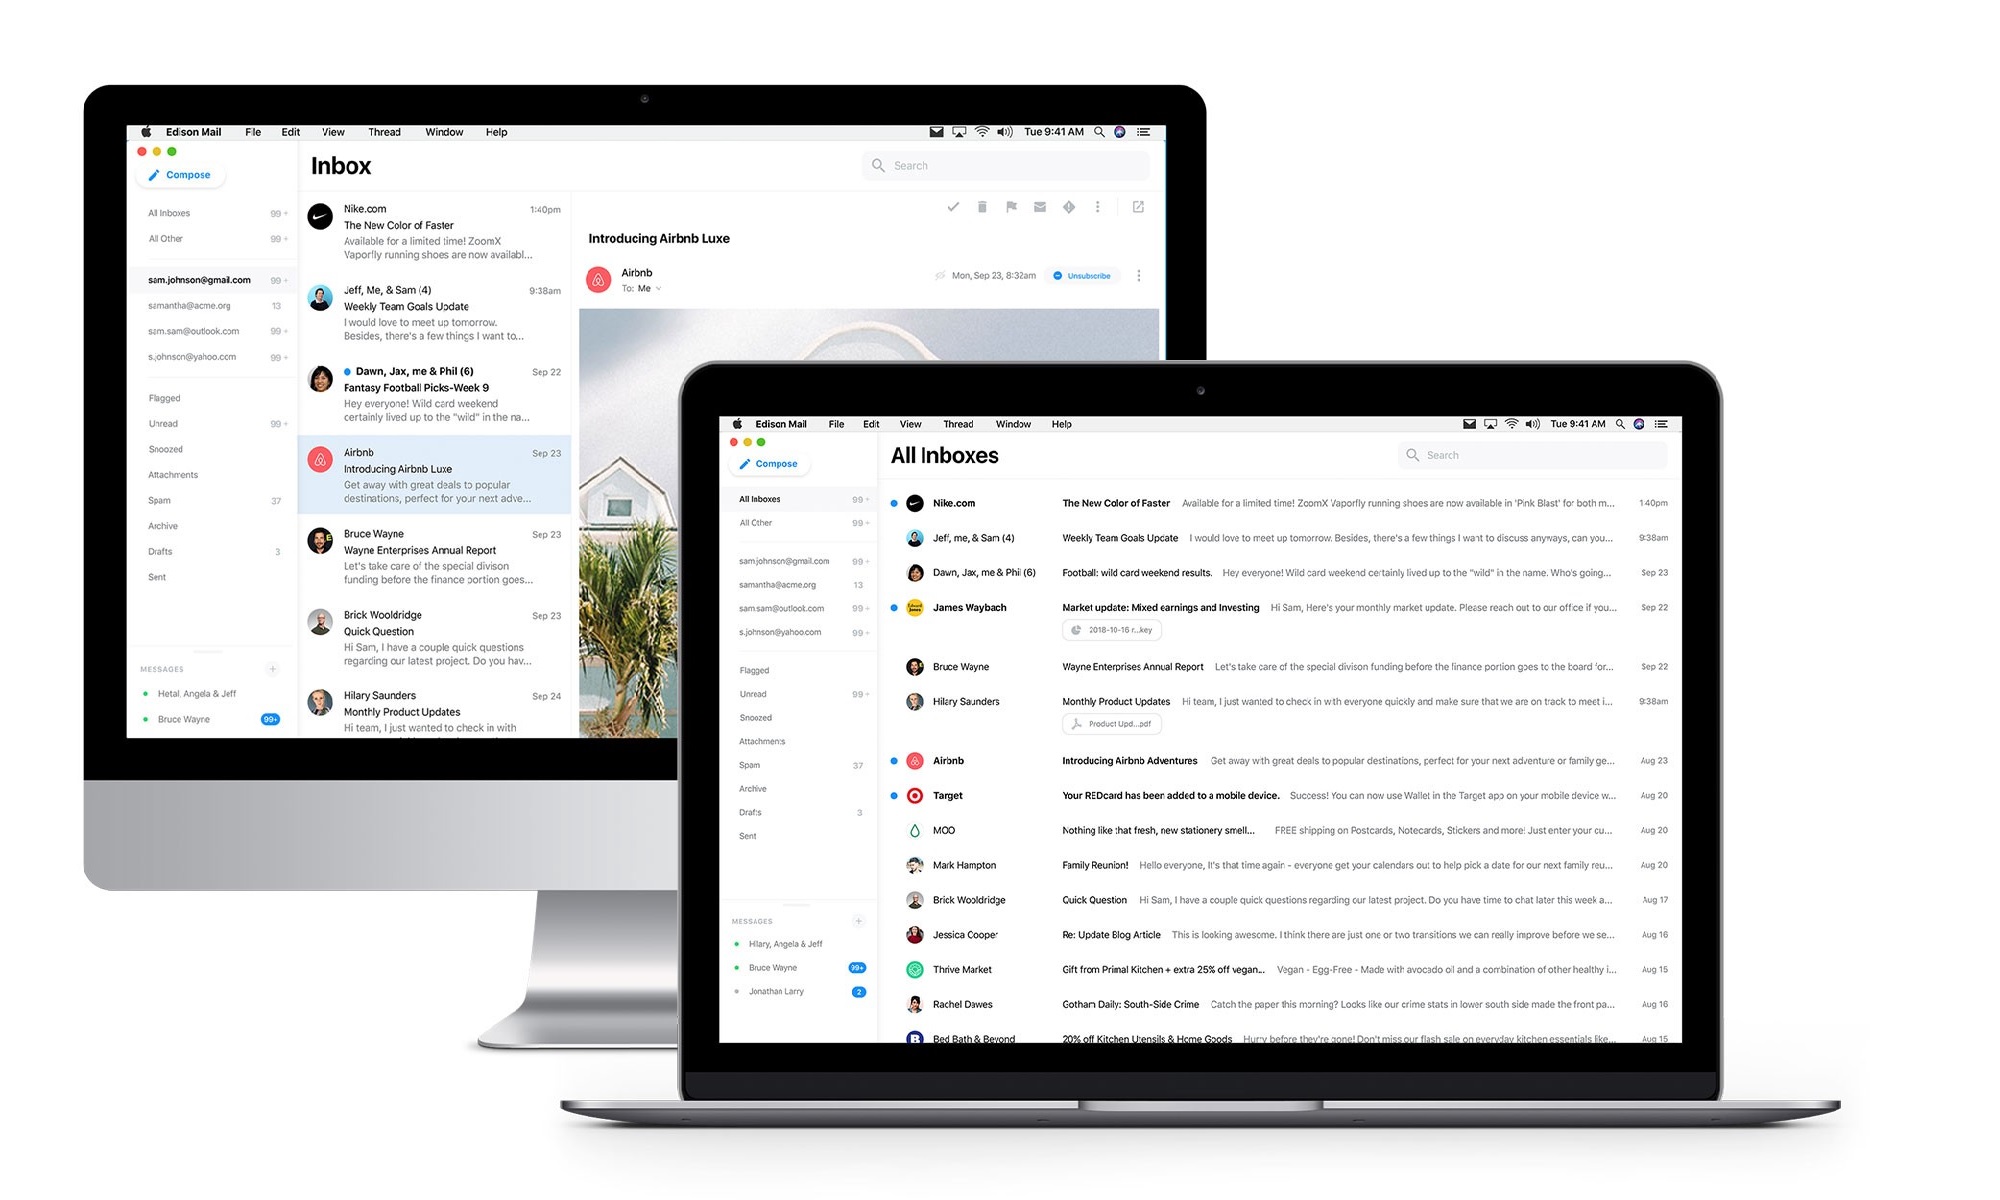 Edison Mail File Edit View Thread Window Help Tue 9:41 AM
Compose
Inbox
Search
All Inboxes 99+
All Other 99+
sam.johnson@gmail.com 99+
samantha@acme.org 13
sam.sam@outlook.com 99+
s.johnson@yahoo.com 99+
Flagged
Unread 99+
Snoozed
Attachments
Spam 37
Archive
Drafts 3
Sent
MESSAGES +
Hetal, Angela & Jeff
Bruce Wayne 99+
Nike.com 1:40pm
The New Color of Faster
Available for a limited time! ZoomX
Vaporfly running shoes are now availabl...
Jeff, Me, & Sam (4) 9:38am
Weekly Team Goals Update
I would love to meet up tomorrow.
Besides, there's a few things I want to...
Dawn, Jax, me & Phil (6) Sep 22
Fantasy Football Picks-Week 9
Hey everyone! Wild card weekend
certainly lived up to the "wild" in the na...
Airbnb Sep 23
Introducing Airbnb Luxe
Get away with great deals to popular
destinations, perfect for your next adve...
Bruce Wayne Sep 23
Wayne Enterprises Annual Report
Let's take care of the special divison
funding before the finance portion goes...
Brick Wooldridge Sep 23
Quick Question
Hi Sam, I have a couple quick questions
regarding our latest project. Do you hav...
Hilary Saunders Sep 24
Monthly Product Updates
Hi team, I just wanted to check in with
Introducing Airbnb Luxe
Airbnb Mon, Sep 23, 8:32am Unsubscribe
To: Me
Edison Mail File Edit View Thread Window Help Tue 9:41 AM
Compose
All Inboxes
Search
All Inboxes 99+
All Other 99+
sam.johnson@gmail.com 99+
samantha@acme.org 13
sam.sam@outlook.com 99+
s.johnson@yahoo.com 99+
Flagged
Unread 99+
Snoozed
Attachments
Spam 37
Archive
Drafts 3
Sent
MESSAGES +
Hilary, Angela & Jeff
Bruce Wayne 99+
Jonathan Larry 2
Nike.com The New Color of Faster Available for a limited time! ZoomX Vaporfly running shoes are now available in 'Pink Blast' for both m... 1:40pm
Jeff, me, & Sam (4) Weekly Team Goals Update I would love to meet up tomorrow. Besides, there's a few things I want to discuss anyways, can you... 9:38am
Dawn, Jax, me & Phil (6) Football: wild card weekend results. Hey everyone! Wild card weekend certainly lived up to the "wild" in the name. Who's going... Sep 23
James Waybach Market update: Mixed earnings and Investing Hi Sam, Here's your monthly market update. Please reach out to our office if you... Sep 22
2018-10-16 r...key
Bruce Wayne Wayne Enterprises Annual Report Let's take care of the special divison funding before the finance portion goes to the board 'or... Sep 22
Hilary Saunders Monthly Product Updates Hi team, I just wanted to check in with everyone quickly and make sure that we are on track to meet i... 9:38am
Product Upd...pdf
Airbnb Introducing Airbnb Adventures Get away with great deals to popular destinations, perfect for your next adventure or family ge... Aug 23
Target Your REDcard has been added to a mobile device. Success! You can now use Wallet in the Target app on your mobile device w... Aug 20
MOO Nothing like that fresh, new stationery smell... FREE shipping on Postcards, Notecards, Stickers and more! Just enter your cu... Aug 20
Mark Hampton Family Reunion! Hello everyone, It's that time again - everyone get your calendars out to help pick a date for our next family reu... Aug 20
Brick Wooldridge Quick Question Hi Sam, I have a couple quick questions regarding our latest project. Do you have time to chat later this week a... Aug 17
Jessica Cooper Re: Update Blog Article This is looking awesome. I think there are just one or two transitions we can really improve before we se... Aug 16
Thrive Market Gift from Primal Kitchen + extra 25% off vegan... Vegan - Egg-Free - Made with avocado oil and a combination of other healthy i... Aug 15
Rachel Dawes Gotham Daily: South-Side Crime Catch the paper this morning? Looks like our crime stats in lower south side made the front pa... Aug 16
Bed Bath & Beyond 20% off Kitchen Utensils & Home Goods Hurry before they're gone! Don't miss our flash sale on everyday kitchen essentials like... Aug 15